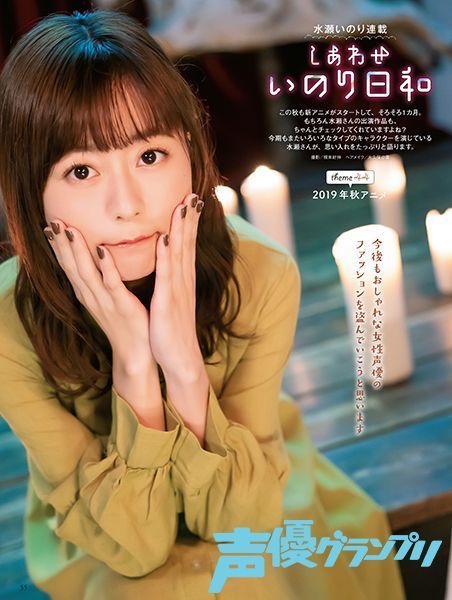 水瀬いのり連載
しあわせ
いのり日和
この秋も新アニメがスタートして、そろそろ1カ月。
もちろん水瀬さんの出演作品も、
ちゃんとチェックしてくれていますよね?
今期もまたいろいろなタイプのキャラクターを演じている
水瀬さんが、思い入れをたっぷりと語ります。
theme
2019年秋アニメ
今後もおしゃれな女性声優の
ファッションを盗んでいこうと思います
声優グランプリ